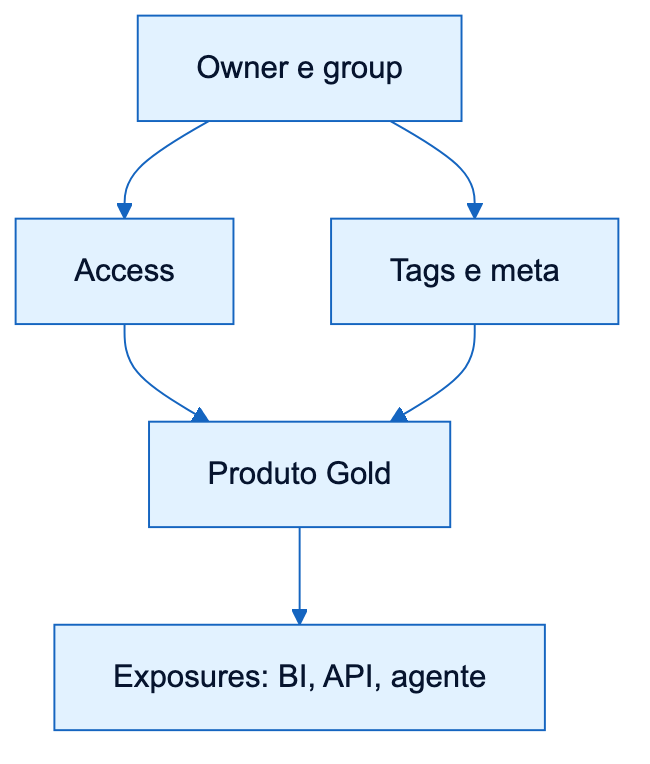 Owner e group
Access
Tags e meta
Produto Gold
Exposures: BI, API, agente